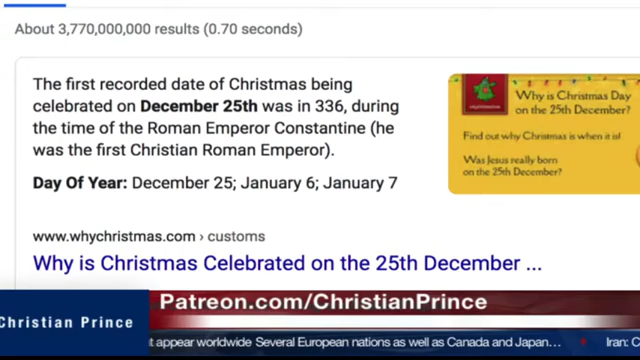 About 3,770,000,000 results (0.70 seconds)
The first recorded date of Christmas being
celebrated on December 25th was in 336, during
the time of the Roman Emperor Constantine (he
was the first Christian Roman Emperor).
Day Of Year: December 25; January 6; January 7
Why is Christmas Day
on the 25th December?
Find out why Christmas is when it is!
Was Jesus really born
on the 25th December?
www.whychristmas.com › customs
Why is Christmas Celebrated on the 25th December ...
Patreon.com/ChristianPrince
Christian Prince
appear worldwide Several European nations as well as Canada and Japan... Iran: